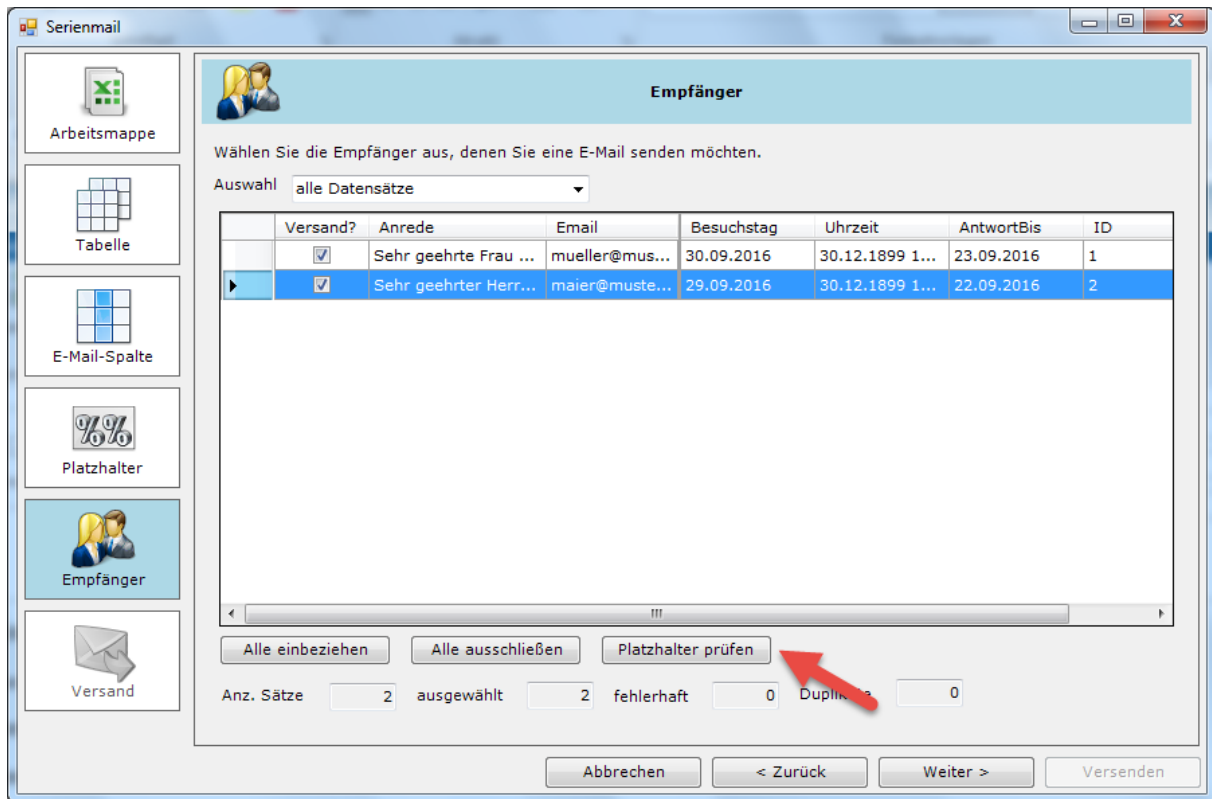 Serienmail
Arbeitsmappe
Tabelle
E-Mail-Spalte
Platzhalter
Empfänger
Versand
Empfänger
Wählen Sie die Empfänger aus, denen Sie eine E-Mail senden möchten.
Auswahl alle Datensätze
Versand? Anrede Email Besuchstag Uhrzeit AntwortBis ID
Sehr geehrte Frau ... mueller@mus... 30.09.2016 30.12.1899 1... 23.09.2016 1
Sehr geehrter Herr... maier@muste... 29.09.2016 30.12.1899 1... 22.09.2016 2
Alle einbeziehen Alle ausschließen Platzhalter prüfen
Anz. Sätze 2 ausgewählt 2 fehlerhaft 0 0
Abbrechen < Zurück Weiter > Versenden